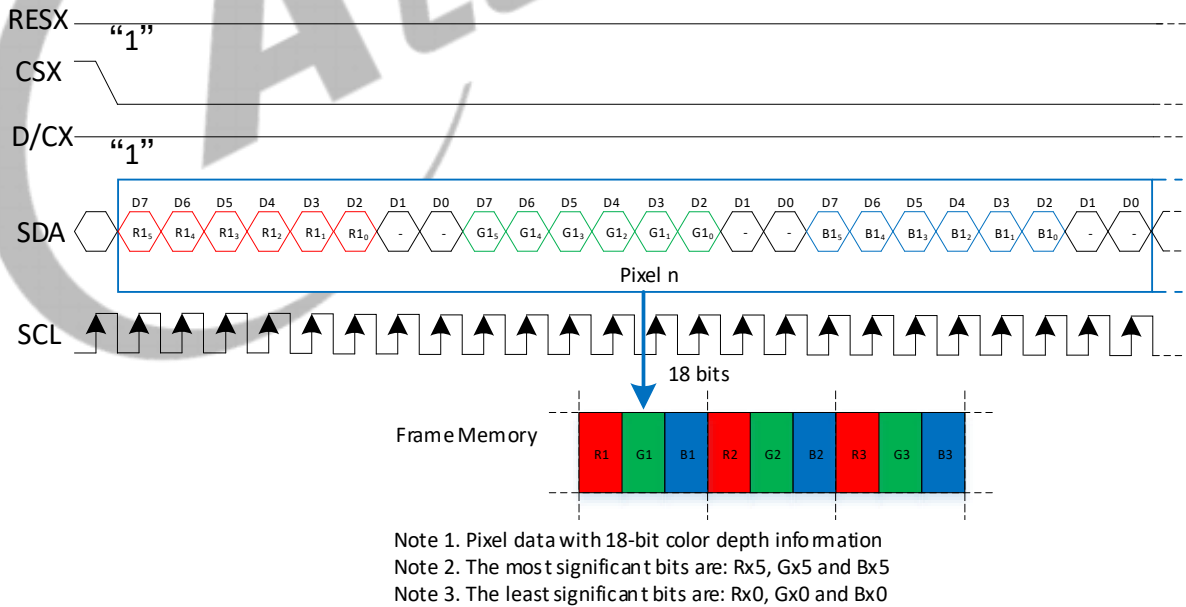 RESX
“1”
CSX
D/CX
“1”
D7 D6 D5 D4 D3 D2 D1 D0 D7 D6 D5 D4 D3 D2 D1 D0 D7 D6 D5 D4 D3 D2 D1 D0
SDA R1₅ R1₄ R1₃ R1₂ R1₁ R1₀ - - G1₅ G1₄ G1₃ G1₂ G1₁ G1₀ - - B1₅ B1₄ B1₃ B1₂ B1₁ B1₀ - -
Pixel n
SCL
18 bits
Frame Memory
R1 G1 B1 R2 G2 B2 R3 G3 B3
Note 1. Pixel data with 18-bit color depth information
Note 2. The most significant bits are: Rx5, Gx5 and Bx5
Note 3. The least significant bits are: Rx0, Gx0 and Bx0